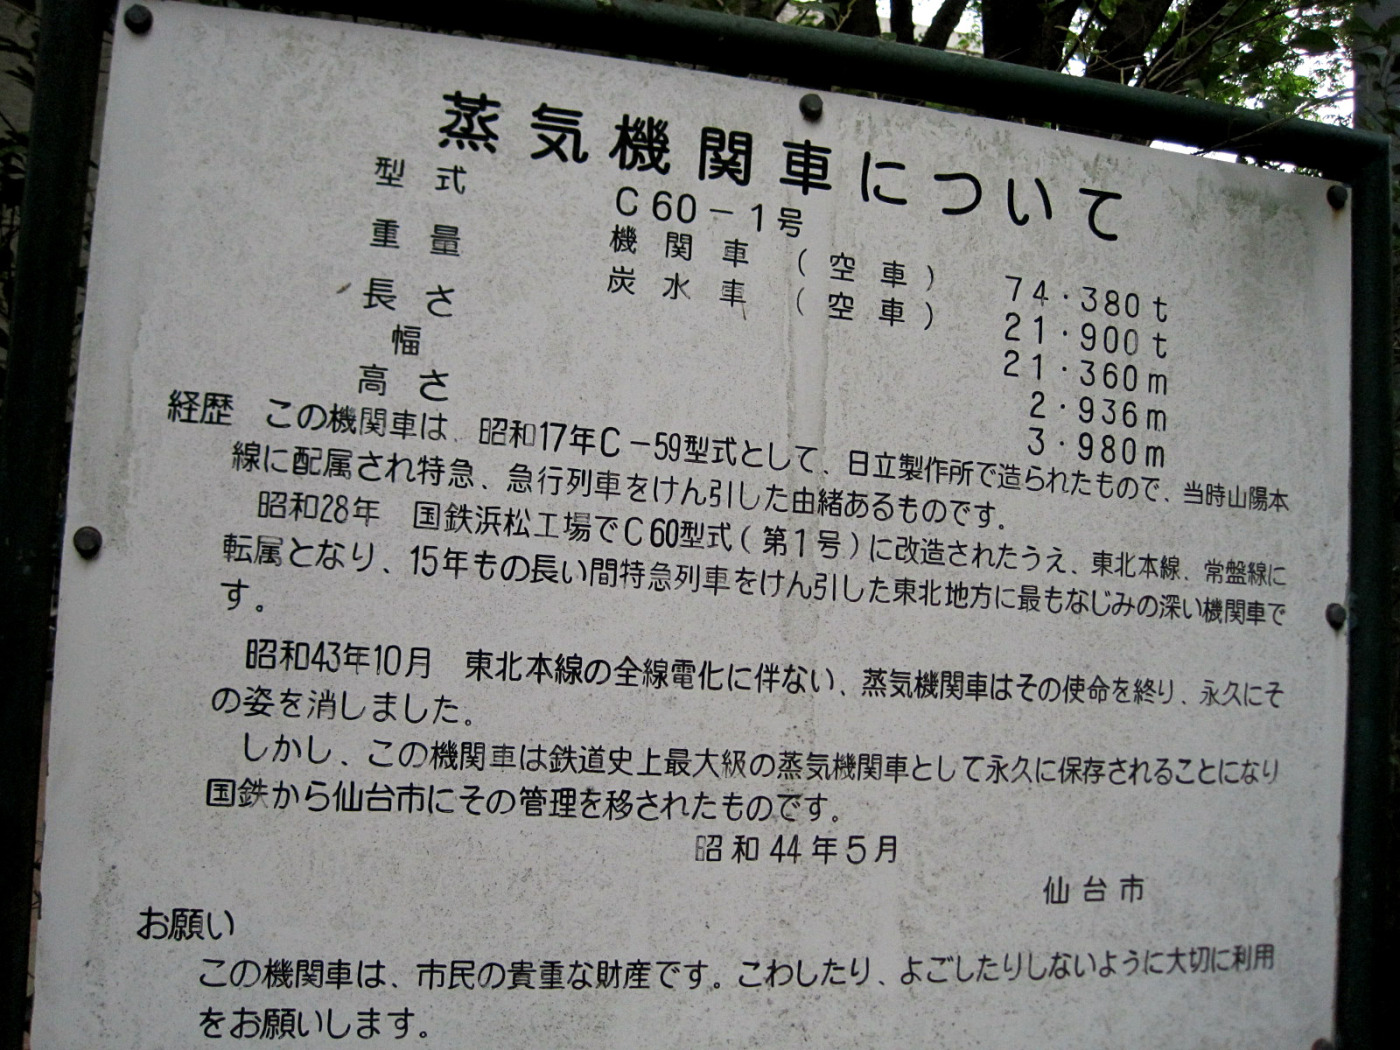 蒸気機関車について
型式 C60-1号
重量 機関車(空車) 74・380t
炭水車(空車) 21・900t
長さ 21・360m
幅 2・936m
高さ 3・980m
経歴 この機関車は、昭和17年C-59型式として、日立製作所で造られたもので、当時山陽本
線に配属され特急、急行列車をけん引した由緒あるものです。
昭和28年 国鉄浜松工場でC60型式(第1号)に改造されたうえ、東北本線、常盤線に
転属となり、15年もの長い間特急列車をけん引した東北地方に最もなじみの深い機関車で
す。
昭和43年10月 東北本線の全線電化に伴ない、蒸気機関車はその使命を終り、永久にそ
の姿を消しました。
しかし、この機関車は鉄道史上最大級の蒸気機関車として永久に保存されることになり
国鉄から仙台市にその管理を移されたものです。
昭和44年5月
仙台市
お願い
この機関車は、市民の貴重な財産です。こわしたり、よごしたりしないように大切に利用
をお願いします。